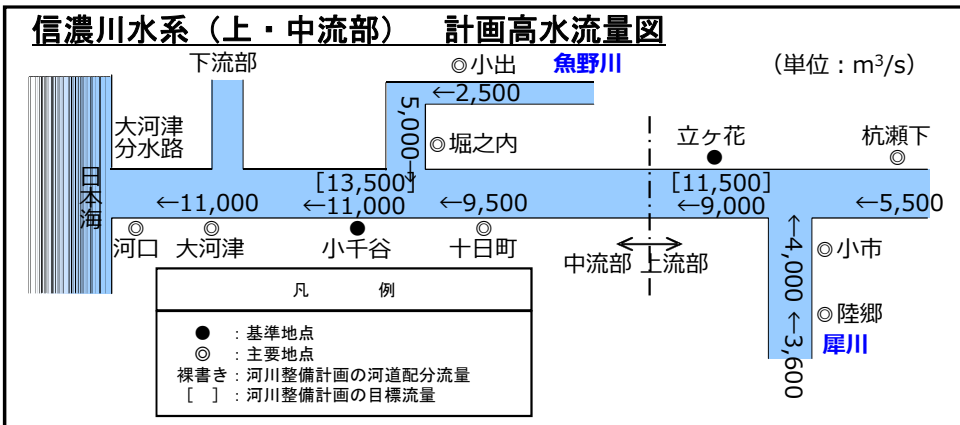 信濃川水系（上・中流部）　計画高水流量図
（単位：m³/s）
下流部
◎小出
魚野川
←2,500
5,000→
◎堀之内
大河津
分水路
立ヶ花
●
杭瀬下
◎
日本海
[13,500]
[11,500]
←11,000
←11,000
←9,500
←9,000
←5,500
◎
河口
◎
大河津
●
小千谷
◎
十日町
中流部
上流部
←4,000
←3,600
◎小市
◎陸郷
犀川
凡　例
●：基準地点
◎：主要地点
裸書き：河川整備計画の河道配分流量
［　］：河川整備計画の目標流量